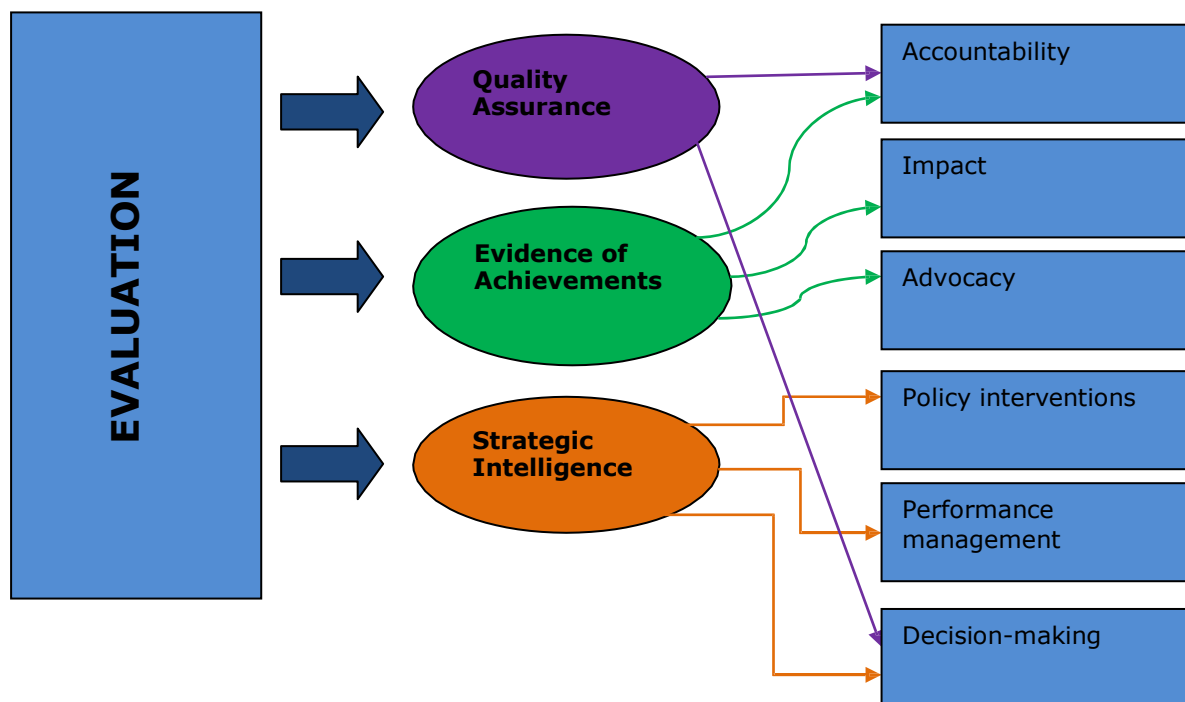 EVALUATION
Quality
Assurance
Evidence of
Achievements
Strategic
Intelligence
Accountability
Impact
Advocacy
Policy interventions
Performance
management
Decision-making